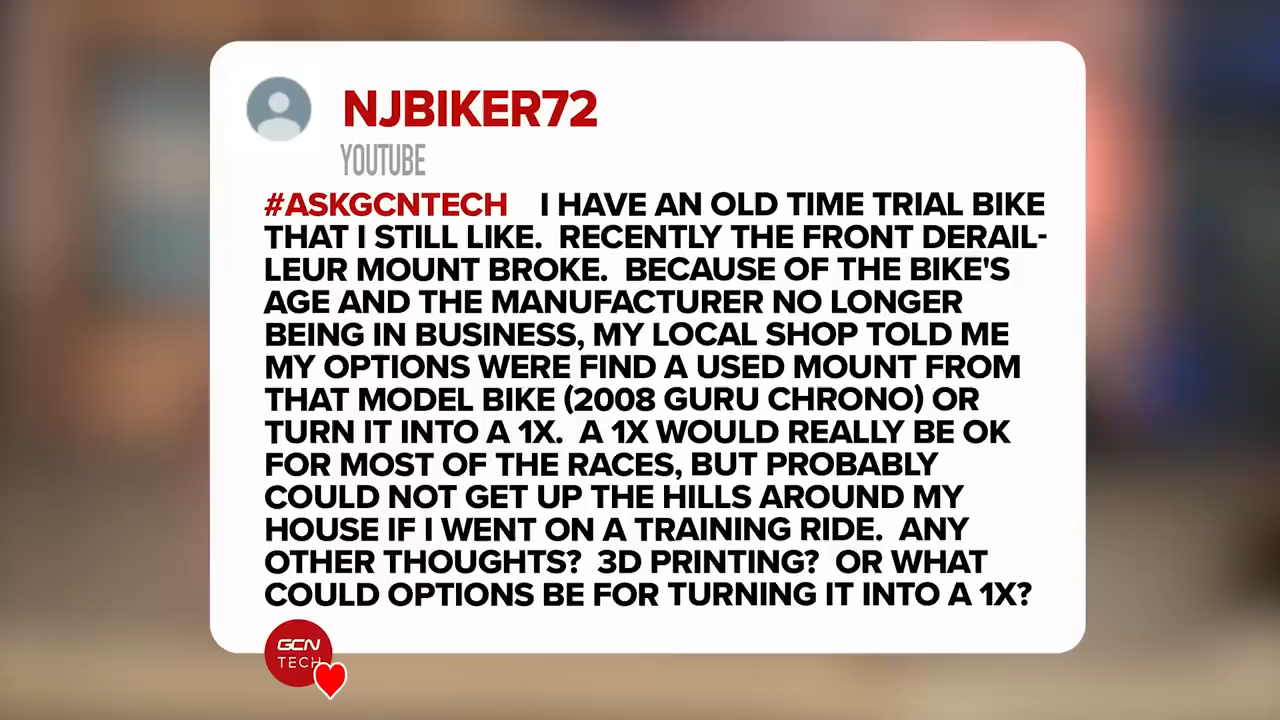 NJBIKER72
YOUTUBE
#ASKGCNTECH I HAVE AN OLD TIME TRIAL BIKE
THAT I STILL LIKE. RECENTLY THE FRONT DERAIL-
LEUR MOUNT BROKE. BECAUSE OF THE BIKE'S
AGE AND THE MANUFACTURER NO LONGER
BEING IN BUSINESS, MY LOCAL SHOP TOLD ME
MY OPTIONS WERE FIND A USED MOUNT FROM
THAT MODEL BIKE (2008 GURU CHRONO) OR
TURN IT INTO A 1X. A 1X WOULD REALLY BE OK
FOR MOST OF THE RACES, BUT PROBABLY
COULD NOT GET UP THE HILLS AROUND MY
HOUSE IF I WENT ON A TRAINING RIDE. ANY
OTHER THOUGHTS? 3D PRINTING? OR WHAT
COULD OPTIONS BE FOR TURNING IT INTO A 1X?
GCN
TECH